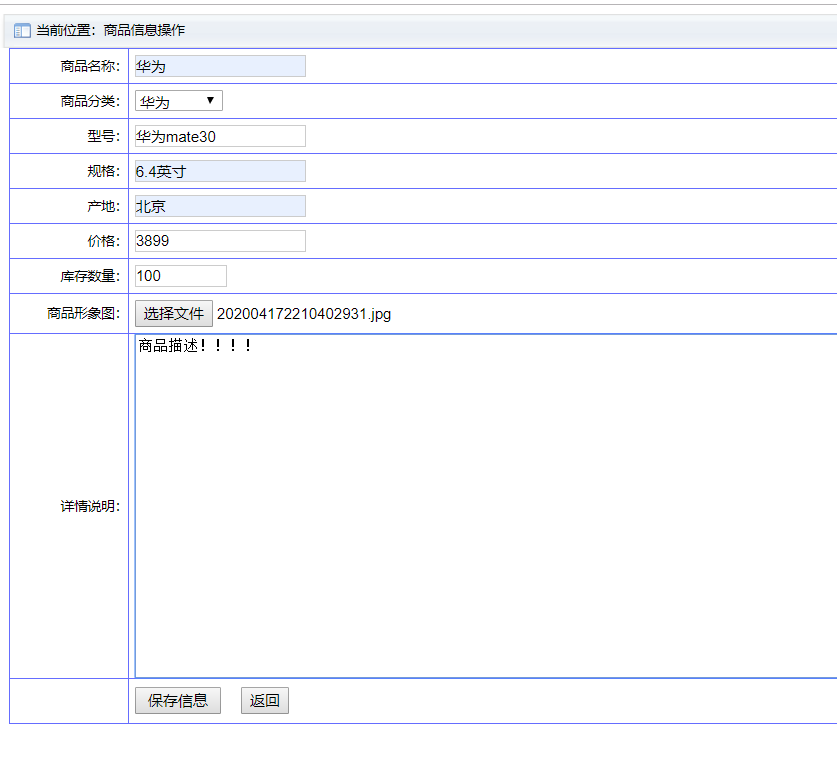 当前位置：商品信息操作
商品名称： 华为
商品分类： 华为
型号： 华为mate30
规格： 6.4英寸
产地： 北京
价格： 3899
库存数量： 100
商品形象图： 选择文件 202004172210402931.jpg
商品描述！！！！
详情说明：
保存信息 返回